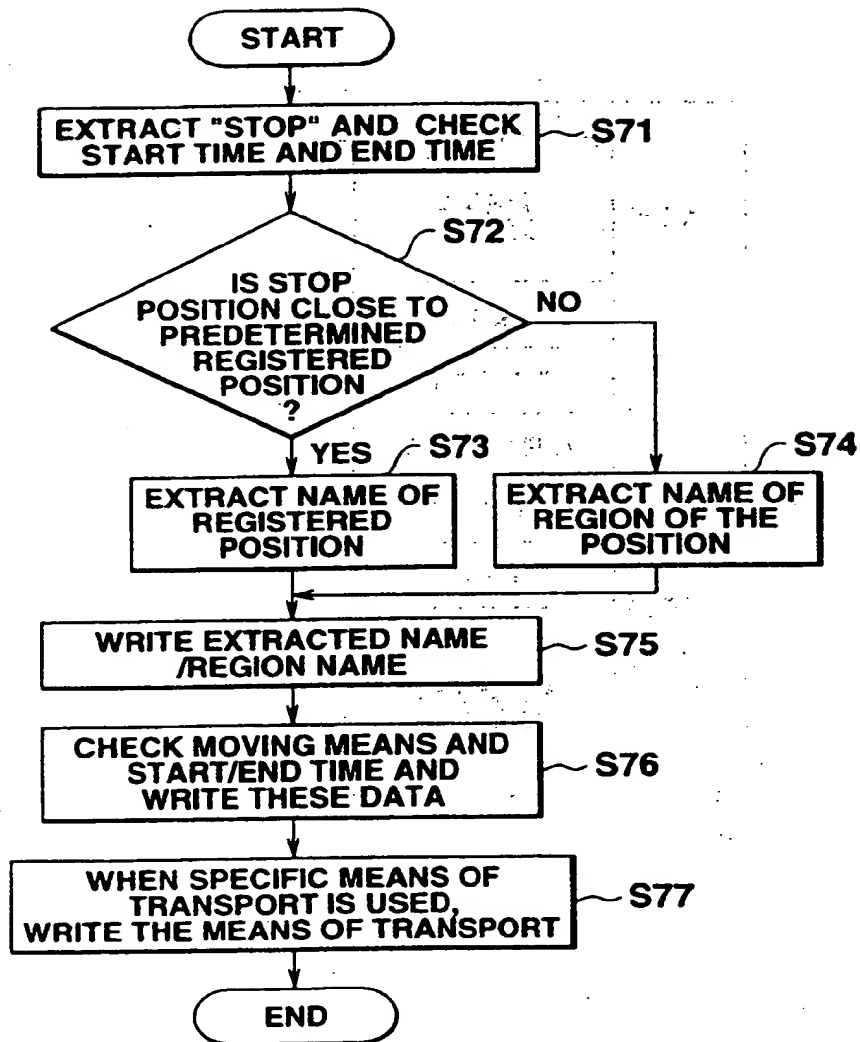 START
EXTRACT "STOP" AND CHECK
START TIME AND END TIME
S71
S72
IS STOP
POSITION CLOSE TO
PREDETERMINED
REGISTERED
POSITION
?
NO
YES
S73
S74
EXTRACT NAME OF
REGISTERED
POSITION
EXTRACT NAME OF
REGION OF THE
POSITION
WRITE EXTRACTED NAME
/REGION NAME
S75
CHECK MOVING MEANS AND
START/END TIME AND
WRITE THESE DATA
S76
WHEN SPECIFIC MEANS OF
TRANSPORT IS USED,
WRITE THE MEANS OF TRANSPORT
S77
END